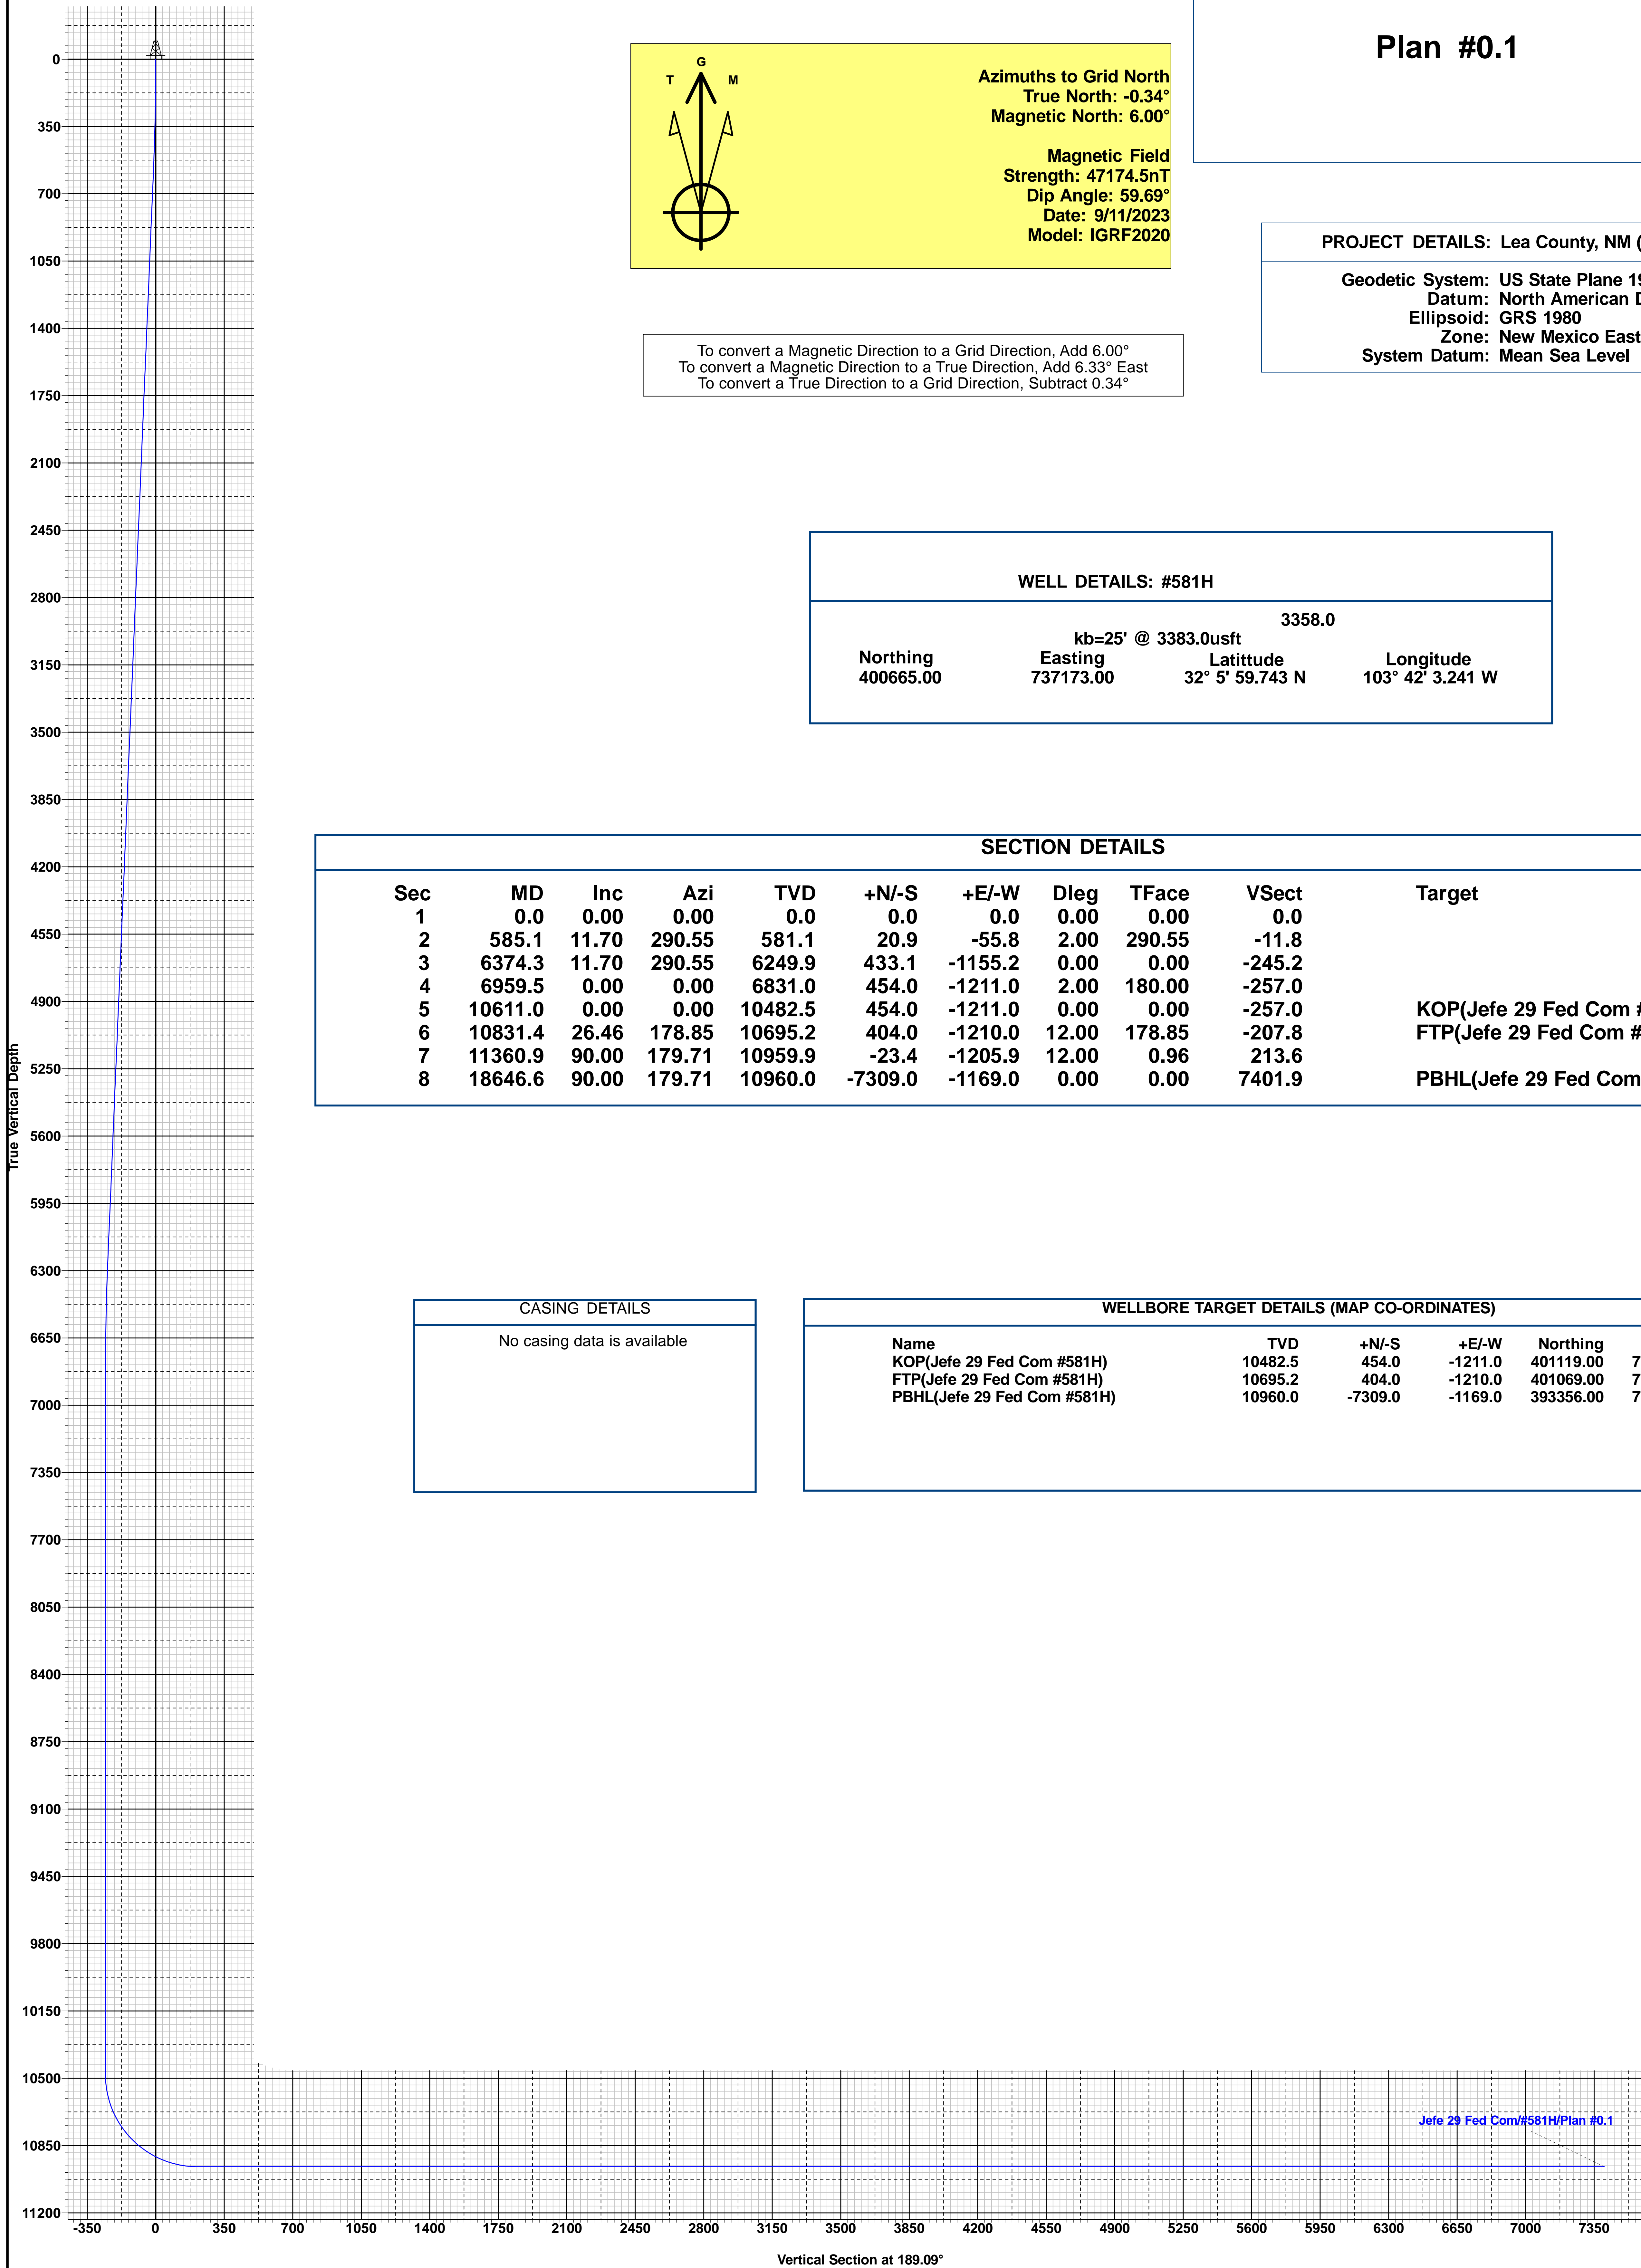 Plan #0.1
T G M
Azimuths to Grid North
True North: -0.34°
Magnetic North: 6.00°
Magnetic Field
Strength: 47174.5nT
Dip Angle: 59.69°
Date: 9/11/2023
Model: IGRF2020
PROJECT DETAILS: Lea County, NM (
Geodetic System: US State Plane 19
Datum: North American D
Ellipsoid: GRS 1980
Zone: New Mexico East
System Datum: Mean Sea Level
To convert a Magnetic Direction to a Grid Direction, Add 6.00°
To convert a Magnetic Direction to a True Direction, Add 6.33° East
To convert a True Direction to a Grid Direction, Subtract 0.34°
WELL DETAILS: #581H
3358.0
kb=25' @ 3383.0usft
Northing Easting Latittude Longitude
400665.00 737173.00 32° 5' 59.743 N 103° 42' 3.241 W
SECTION DETAILS
Sec MD Inc Azi TVD +N/-S +E/-W Dleg TFace VSect Target
1 0.0 0.00 0.00 0.0 0.0 0.0 0.00 0.00 0.0
2 585.1 11.70 290.55 581.1 20.9 -55.8 2.00 290.55 -11.8
3 6374.3 11.70 290.55 6249.9 433.1 -1155.2 0.00 0.00 -245.2
4 6959.5 0.00 0.00 6831.0 454.0 -1211.0 2.00 180.00 -257.0
5 10611.0 0.00 0.00 10482.5 454.0 -1211.0 0.00 0.00 -257.0 KOP(Jefe 29 Fed Com #
6 10831.4 26.46 178.85 10695.2 404.0 -1210.0 12.00 178.85 -207.8 FTP(Jefe 29 Fed Com #
7 11360.9 90.00 179.71 10959.9 -23.4 -1205.9 12.00 0.96 213.6
8 18646.6 90.00 179.71 10960.0 -7309.0 -1169.0 0.00 0.00 7401.9 PBHL(Jefe 29 Fed Com
CASING DETAILS
No casing data is available
WELLBORE TARGET DETAILS (MAP CO-ORDINATES)
Name TVD +N/-S +E/-W Northing
KOP(Jefe 29 Fed Com #581H) 10482.5 454.0 -1211.0 401119.00 7
FTP(Jefe 29 Fed Com #581H) 10695.2 404.0 -1210.0 401069.00 7
PBHL(Jefe 29 Fed Com #581H) 10960.0 -7309.0 -1169.0 393356.00 7
True Vertical Depth
0
350
700
1050
1400
1750
2100
2450
2800
3150
3500
3850
4200
4550
4900
5250
5600
5950
6300
6650
7000
7350
7700
8050
8400
8750
9100
9450
9800
10150
10500
10850
11200
Jefe 29 Fed Com/#581H/Plan #0.1
-350 0 350 700 1050 1400 1750 2100 2450 2800 3150 3500 3850 4200 4550 4900 5250 5600 5950 6300 6650 7000 7350
Vertical Section at 189.09°